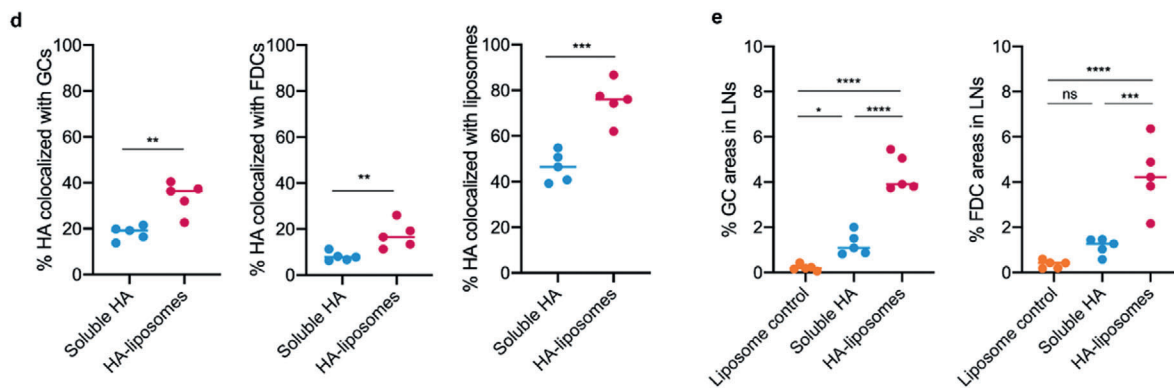 d
% HA colocalized with GCs
100
80
60
40
20
0
**
Soluble HA
HA-liposomes
% HA colocalized with FDCs
100
80
60
40
20
0
**
Soluble HA
HA-liposomes
% HA colocalized with liposomes
100
80
60
40
20
0
***
Soluble HA
HA-liposomes
e
% GC areas in LNs
10
8
6
4
2
0
****
*
****
Liposome control
Soluble HA
HA-liposomes
% FDC areas in LNs
10
8
6
4
2
0
****
ns
***
Liposome control
Soluble HA
HA-liposomes